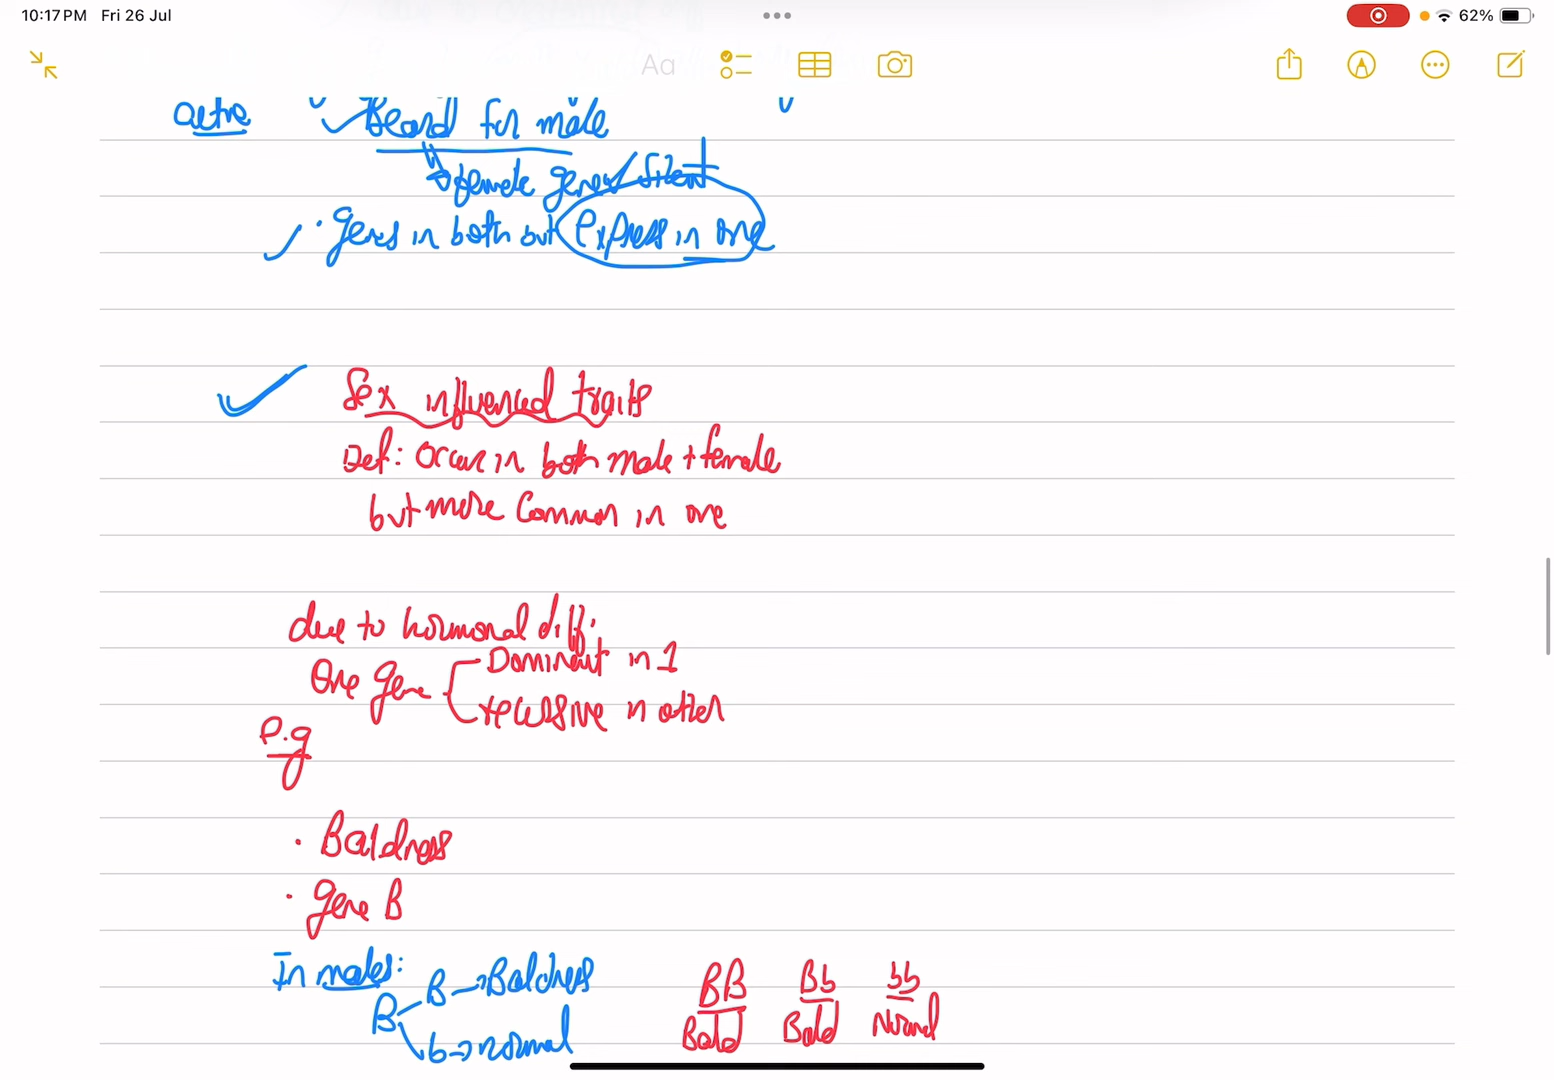 10:17 PM Fri 26 Jul
62%
Aa
Beard for male
female genes silent
· genes in both but express in one
Sex influenced traits
Def: Occur in both male + female
but more Common in one
due to hormonal diff.
One gene Dominant in 1
recessive in other
e.g
· Baldness
· gene B
In males:
B B → Baldness
b → normal
BB Bb bb
Bald Bald Normal